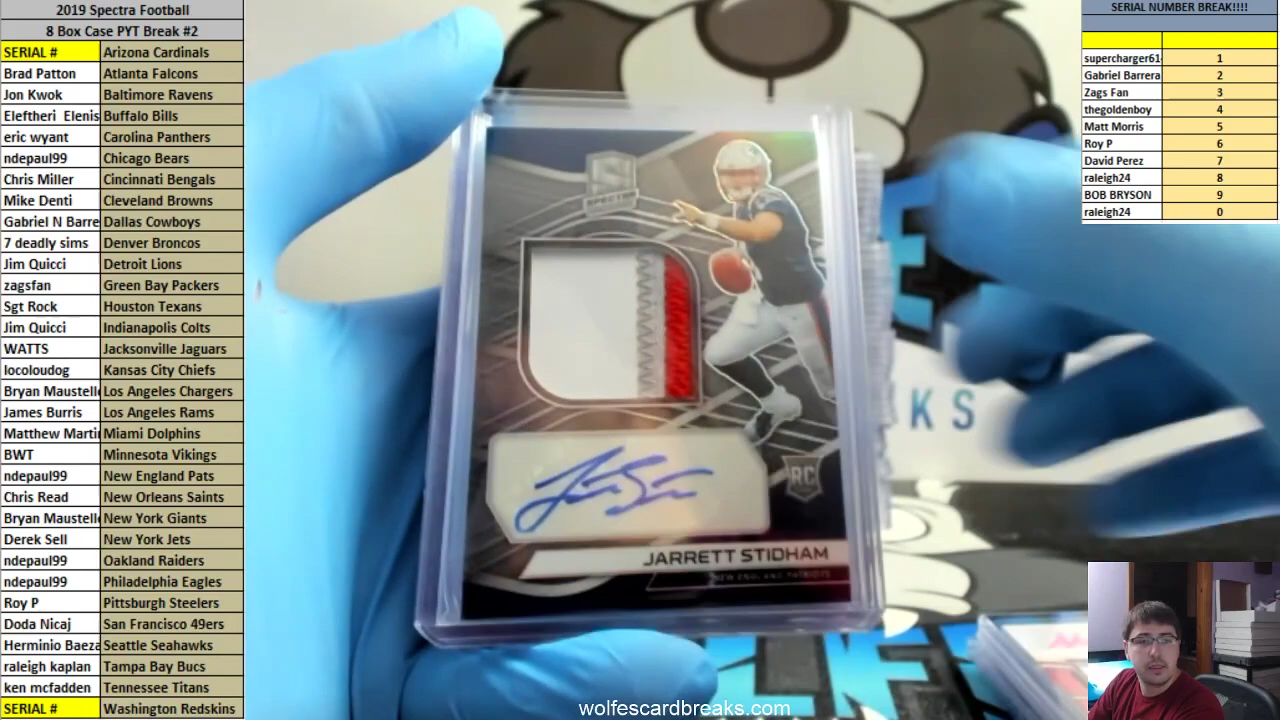 2019 Spectra Football
8 Box Case PYT Break #2
SERIAL # Arizona Cardinals
Brad Patton Atlanta Falcons
Jon Kwok Baltimore Ravens
Eleftheri Elenis Buffalo Bills
eric wyant Carolina Panthers
ndepaul99 Chicago Bears
Chris Miller Cincinnati Bengals
Mike Denti Cleveland Browns
Gabriel N Barre Dallas Cowboys
7 deadly sims Denver Broncos
Jim Quicci Detroit Lions
zagsfan Green Bay Packers
Sgt Rock Houston Texans
Jim Quicci Indianapolis Colts
WATTS Jacksonville Jaguars
locoloudog Kansas City Chiefs
Bryan Maustelle Los Angeles Chargers
James Burris Los Angeles Rams
Matthew Martin Miami Dolphins
BWT Minnesota Vikings
ndepaul99 New England Pats
Chris Read New Orleans Saints
Bryan Maustelle New York Giants
Derek Sell New York Jets
ndepaul99 Oakland Raiders
ndepaul99 Philadelphia Eagles
Roy P Pittsburgh Steelers
Doda Nicaj San Francisco 49ers
Herminio Baeza Seattle Seahawks
raleigh kaplan Tampa Bay Bucs
ken mcfadden Tennessee Titans
SERIAL # Washington Redskins
RC
JARRETT STIDHAM
NEW ENGLAND PATRIOTS
KS
wolfescardbreaks.com
SERIAL NUMBER BREAK!!!!
supercharger61 1
Gabriel Barrera 2
Zags Fan 3
thegoldenboy 4
Matt Morris 5
Roy P 6
David Perez 7
raleigh24 8
BOB BRYSON 9
raleigh24 0